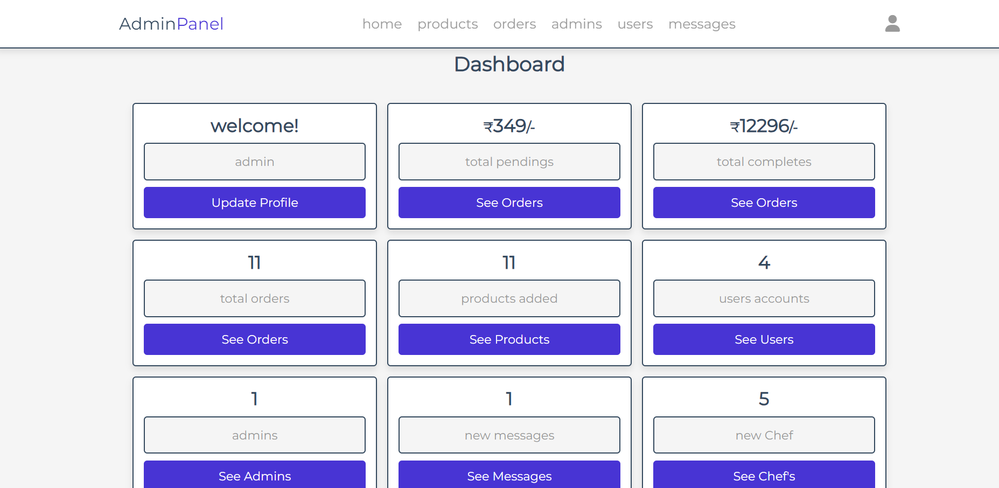 AdminPanel
home products orders admins users messages
Dashboard
welcome!
admin
Update Profile
₹349/-
total pendings
See Orders
₹12296/-
total completes
See Orders
11
total orders
See Orders
11
products added
See Products
4
users accounts
See Users
1
admins
See Admins
1
new messages
See Messages
5
new Chef
See Chef's